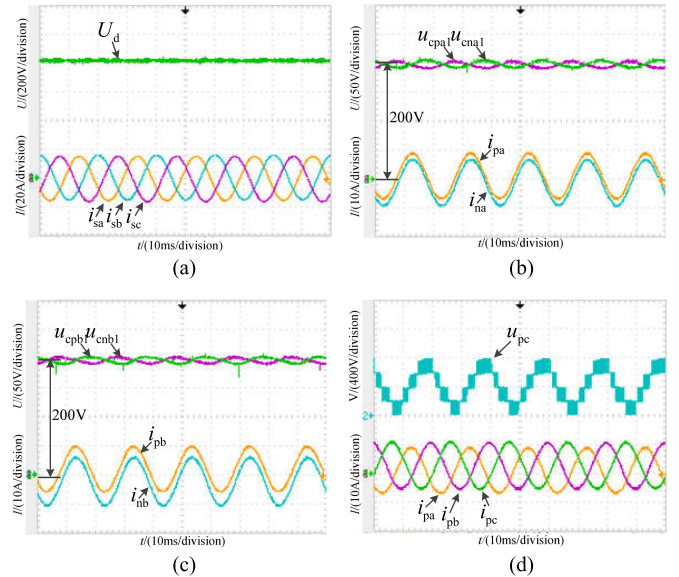 U/(200V/division)
U_d
I/(20A/division)
i_sa i_sb i_sc
t/(10ms/division)
(a)
U/(50V/division)
u_cpa1 u_cna1
200V
i_pa
i_na
I/(10A/division)
t/(10ms/division)
(b)
U/(50V/division)
u_cpb1 u_cnb1
200V
i_pb
i_nb
I/(10A/division)
t/(10ms/division)
(c)
V/(400V/division)
u_pc
2
I/(10A/division)
i_pa i_pb i_pc
t/(10ms/division)
(d)